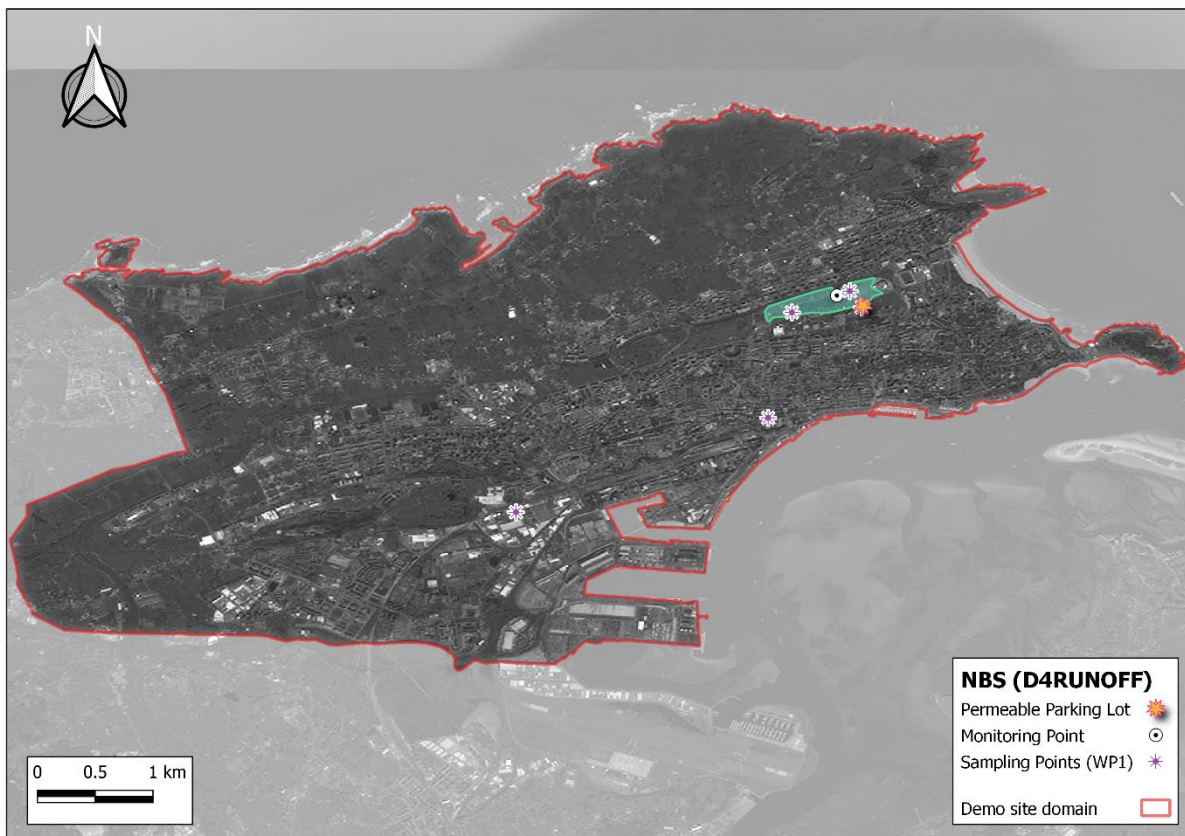 N
NBS (D4RUNOFF)
Permeable Parking Lot
Monitoring Point
Sampling Points (WP1)
Demo site domain
0 0.5 1 km